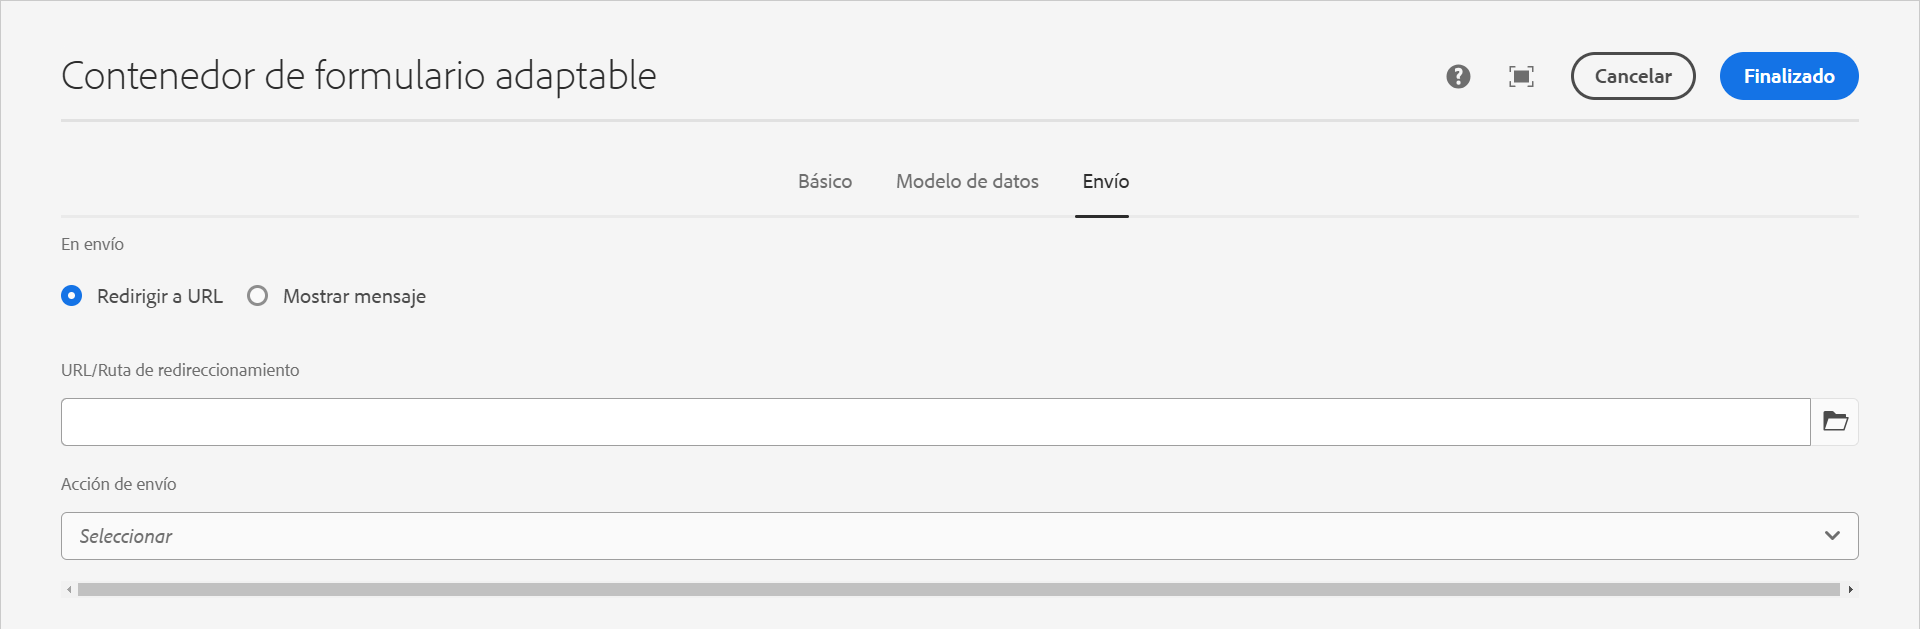 Contenedor de formulario adaptable
Cancelar
Finalizado
Básico
Modelo de datos
Envío
En envío
Redirigir a URL
Mostrar mensaje
URL/Ruta de redireccionamiento
Acción de envío
Seleccionar